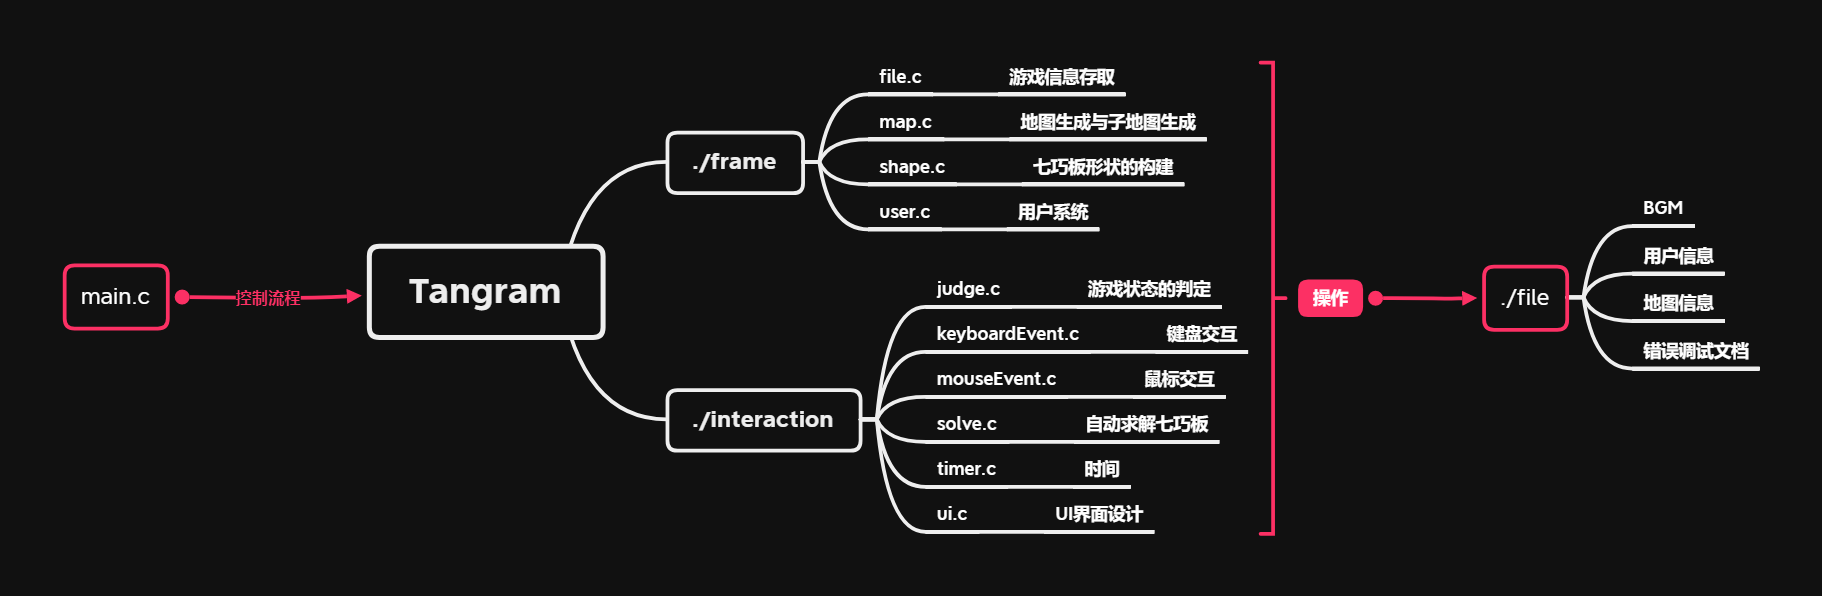 main.c
控制流程
Tangram
./frame
file.c 游戏信息存取
map.c 地图生成与子地图生成
shape.c 七巧板形状的构建
user.c 用户系统
./interaction
judge.c 游戏状态的判定
keyboardEvent.c 键盘交互
mouseEvent.c 鼠标交互
solve.c 自动求解七巧板
timer.c 时间
ui.c UI界面设计
操作
./file
BGM
用户信息
地图信息
错误调试文档